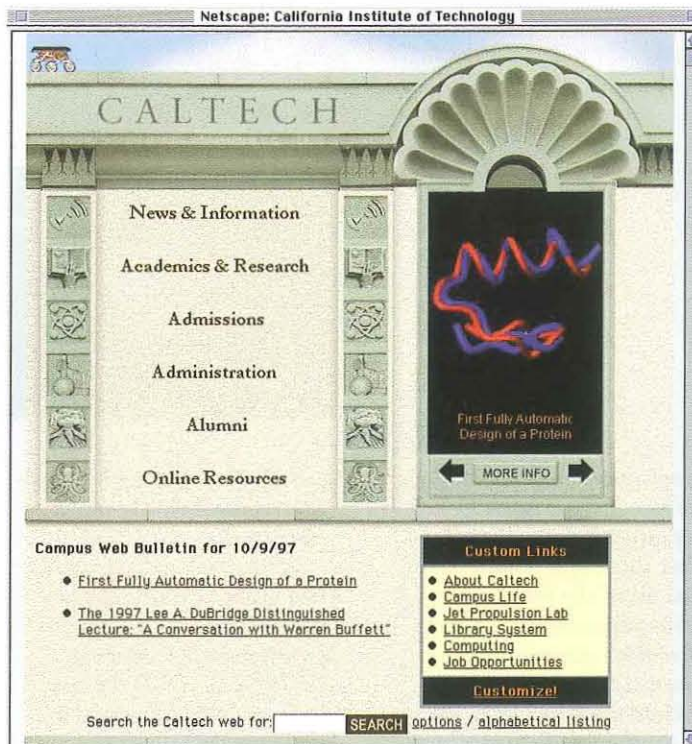 Netscape: California Institute of Technology
CALTECH
News & Information
Academics & Research
Admissions
Administration
Alumni
Online Resources
First Fully Automatic
Design of a Protein
MORE INFO
Campus Web Bulletin for 10/9/97
First Fully Automatic Design of a Protein
The 1997 Lee A. DuBridge Distinguished
Lecture: "A Conversation with Warren Buffett"
Custom Links
About Caltech
Campus Life
Jet Propulsion Lab
Library System
Computing
Job Opportunities
Customize!
Search the Caltech web for: SEARCH options / alphabetical listing